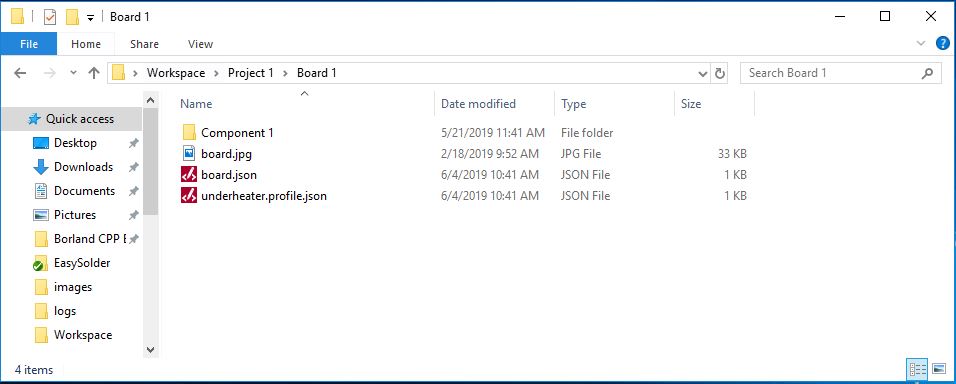 Board 1
File Home Share View
Workspace Project 1 Board 1 Search Board 1
Name Date modified Type Size
Quick access
Desktop
Downloads
Documents
Pictures
Borland CPP E
EasySolder
images
logs
Workspace
Component 1 5/21/2019 11:41 AM File folder
board.jpg 2/18/2019 9:52 AM JPG File 33 KB
board.json 6/4/2019 10:41 AM JSON File 1 KB
underheater.profile.json 6/4/2019 10:41 AM JSON File 1 KB
4 items